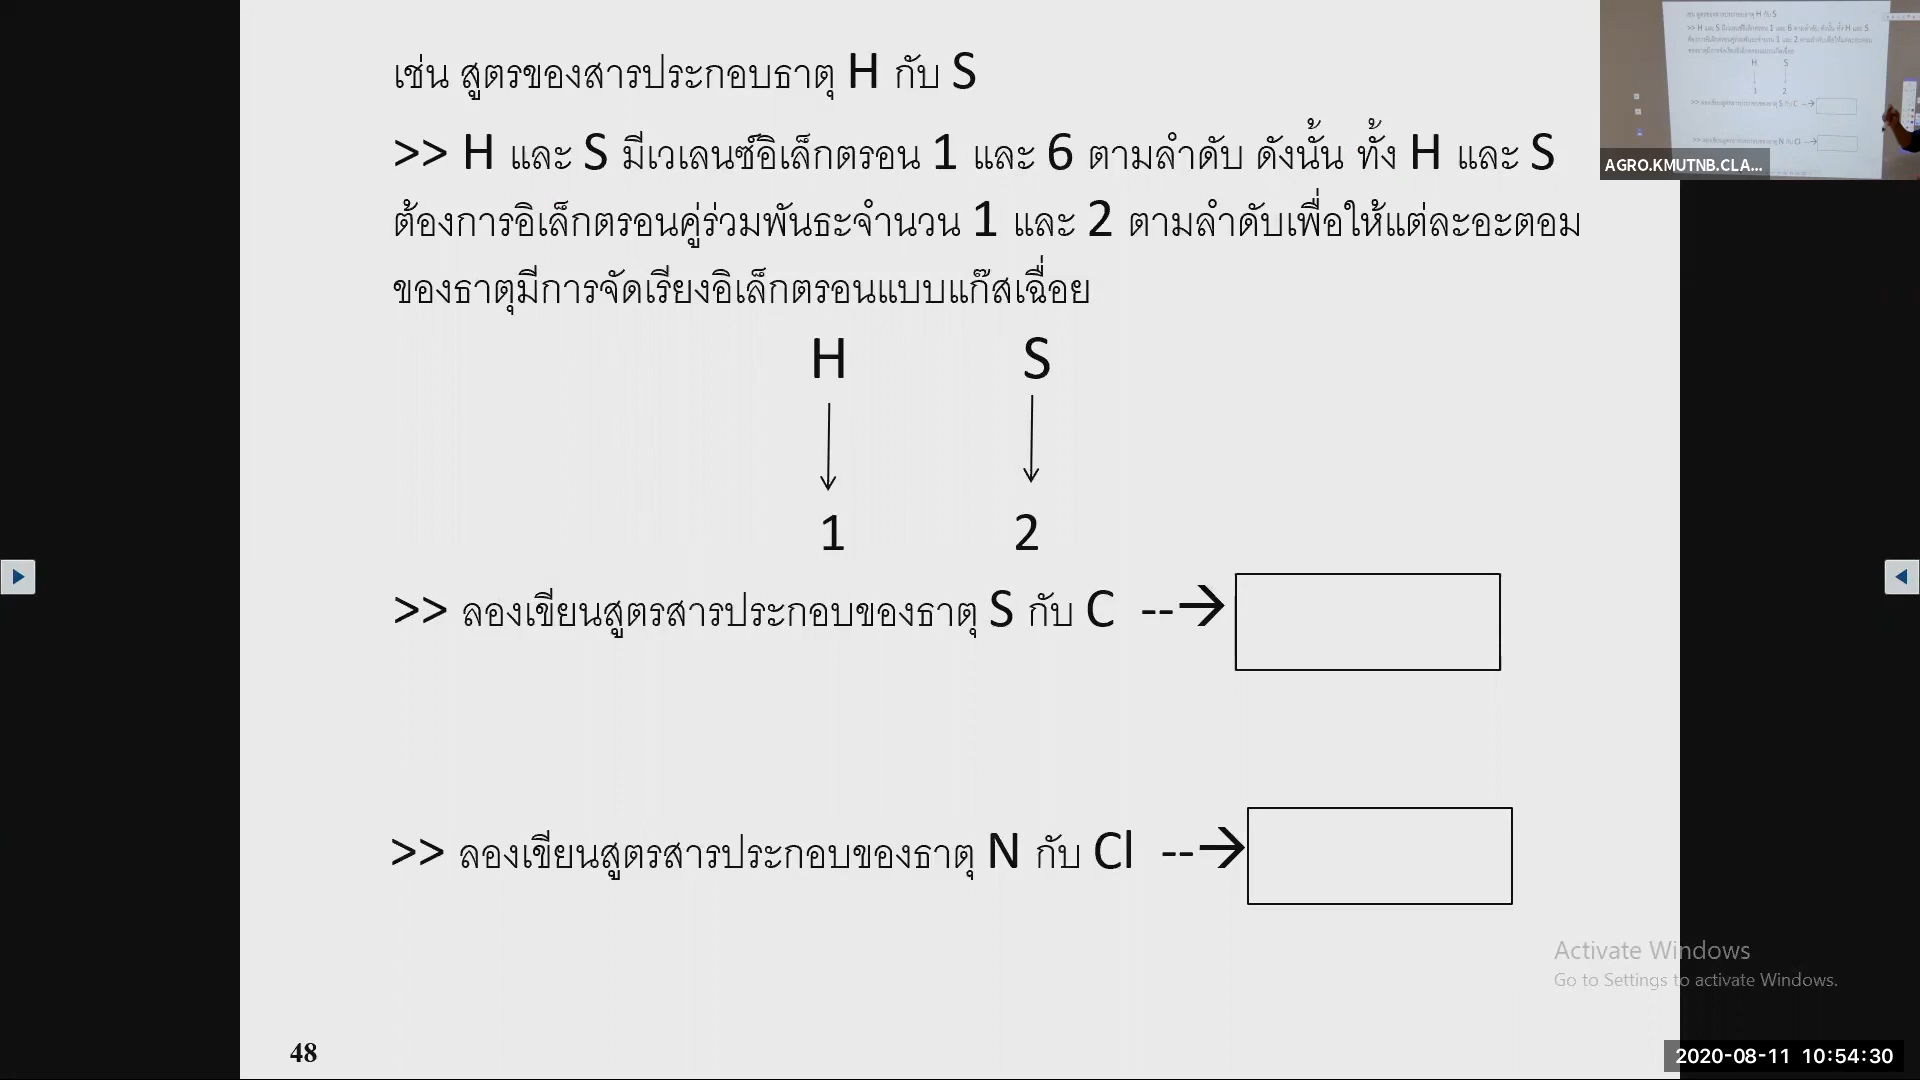 เช่น สูตรของสารประกอบธาตุ H กับ S
>> H และ S มีเวเลนซ์อิเล็กตรอน 1 และ 6 ตามลำดับ ดังนั้น ทั้ง H และ S
ต้องการอิเล็กตรอนคู่ร่วมพันธะจำนวน 1 และ 2 ตามลำดับเพื่อให้แต่ละอะตอม
ของธาตุมีการจัดเรียงอิเล็กตรอนแบบแก๊สเฉื่อย
H S
1 2
>> ลองเขียนสูตรสารประกอบของธาตุ S กับ C --→
>> ลองเขียนสูตรสารประกอบของธาตุ N กับ Cl --→
48
AGRO.KMUTNB.CLA...
Activate Windows
Go to Settings to activate Windows.
2020-08-11 10:54:30